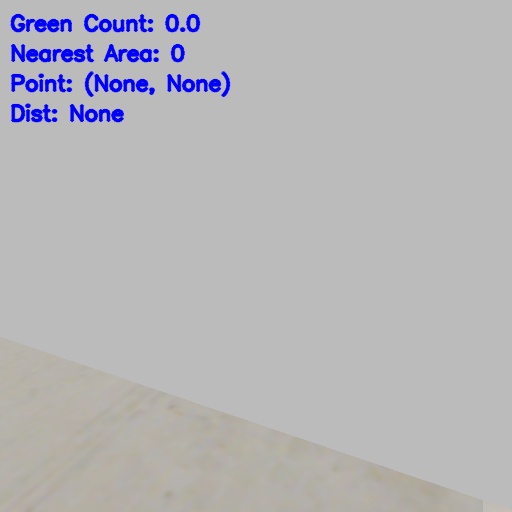 Green Count: 0.0
Nearest Area: 0
Point: (None, None)
Dist: None